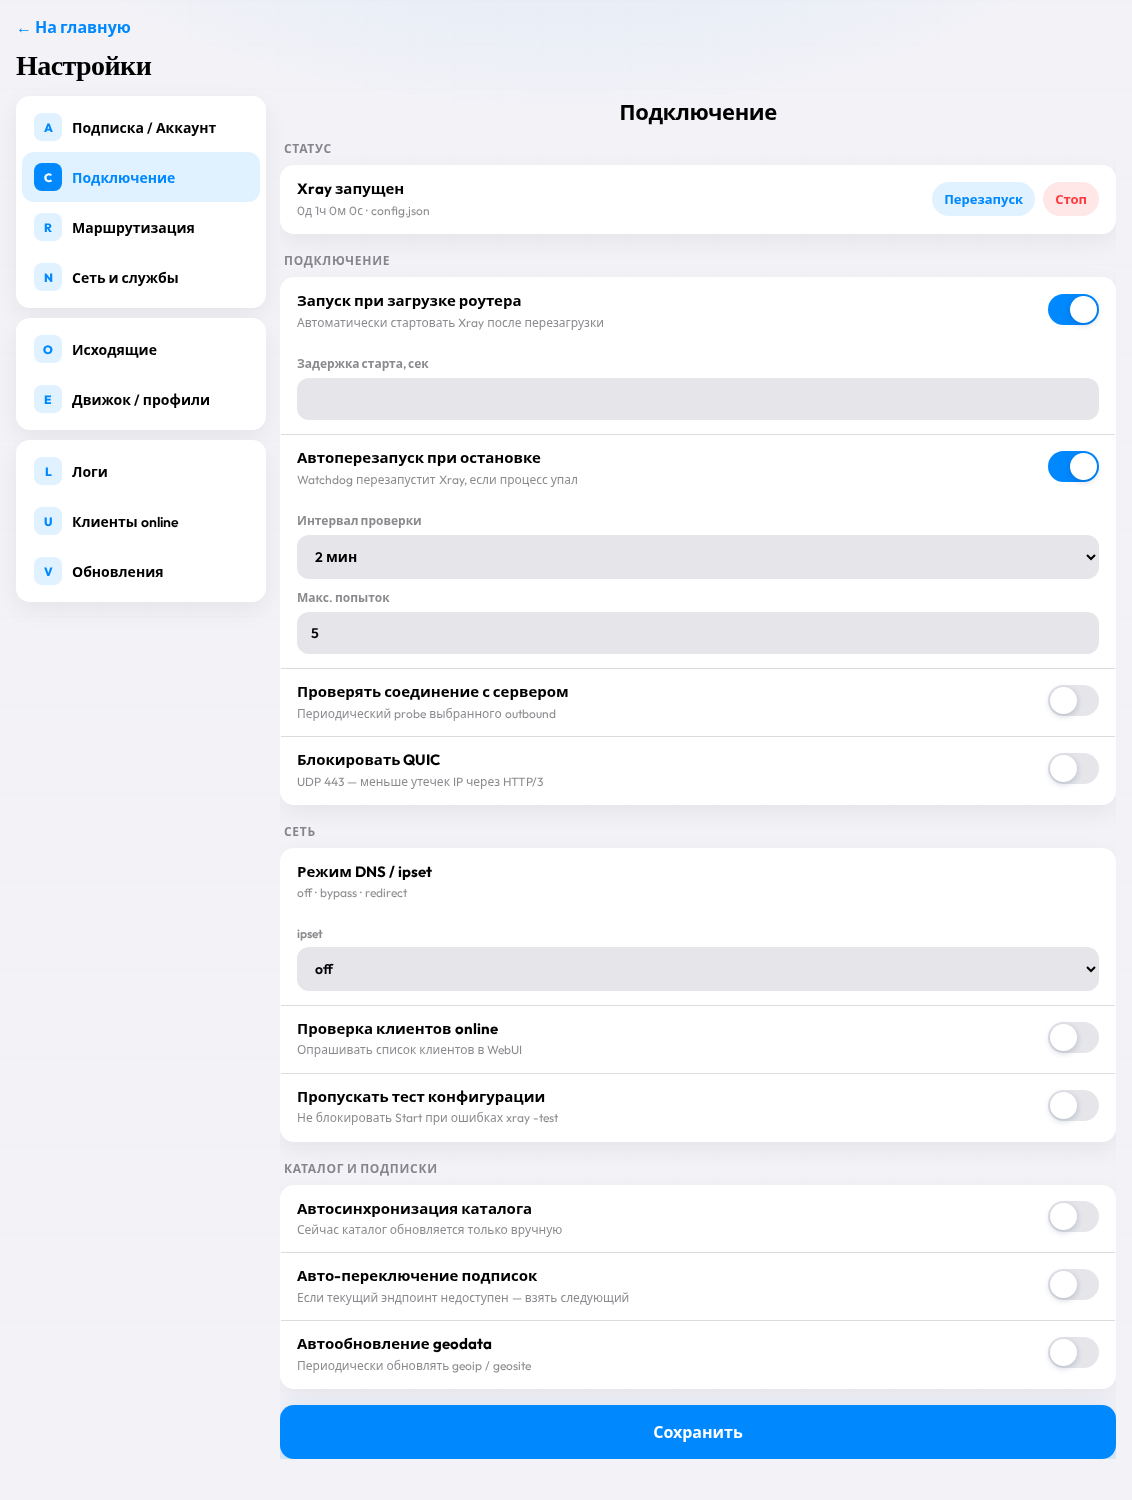 ← На главную
Настройки
A Подписка / Аккаунт
C Подключение
R Маршрутизация
N Сеть и службы
O Исходящие
E Движок / профили
L Логи
U Клиенты online
V Обновления
Подключение
СТАТУС
Xray запущен
0д 1ч 0м 0с · config.json
Перезапуск
Стоп
ПОДКЛЮЧЕНИЕ
Запуск при загрузке роутера
Автоматически стартовать Xray после перезагрузки
Задержка старта, сек
Автоперезапуск при остановке
Watchdog перезапустит Xray, если процесс упал
Интервал проверки
2 мин
Макс. попыток
5
Проверять соединение с сервером
Периодический probe выбранного outbound
Блокировать QUIC
UDP 443 — меньше утечек IP через HTTP/3
СЕТЬ
Режим DNS / ipset
off · bypass · redirect
ipset
off
Проверка клиентов online
Опрашивать список клиентов в WebUI
Пропускать тест конфигурации
Не блокировать Start при ошибках xray -test
КАТАЛОГ И ПОДПИСКИ
Автосинхронизация каталога
Сейчас каталог обновляется только вручную
Авто-переключение подписок
Если текущий эндпоинт недоступен — взять следующий
Автообновление geodata
Периодически обновлять geoip / geosite
Сохранить